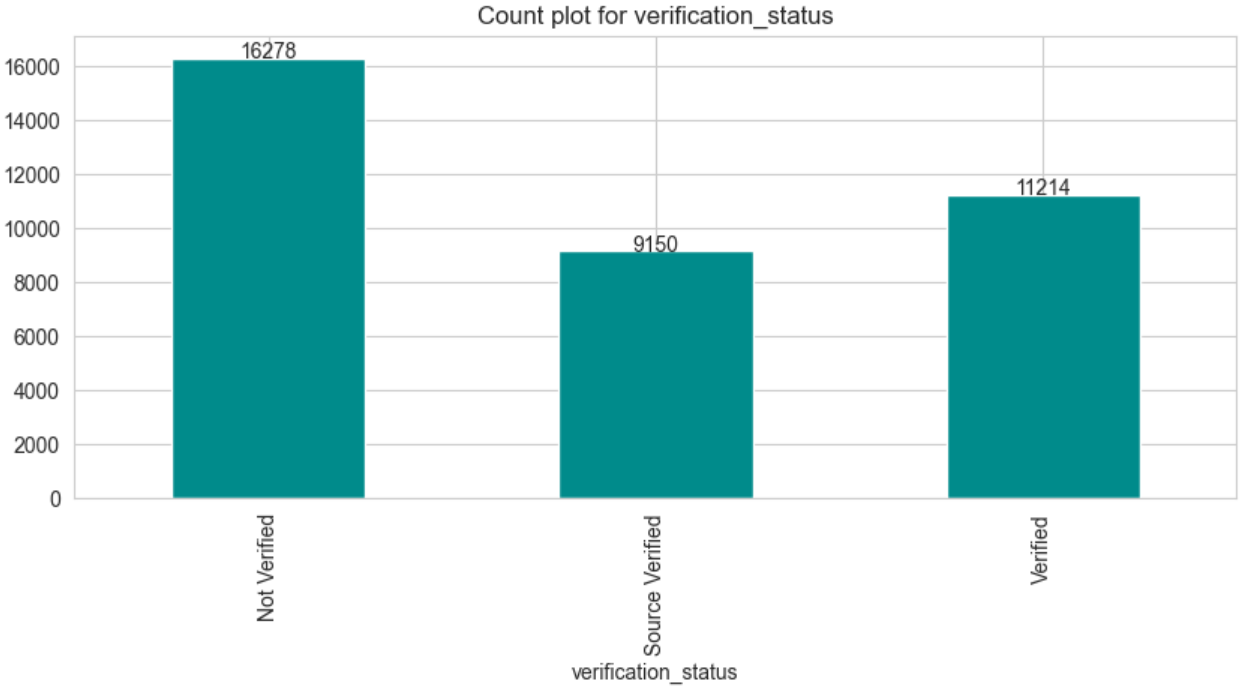 Count plot for verification_status
16278
16000
14000
12000
11214
10000
9150
8000
6000
4000
2000
0
Not Verified
Source Verified
Verified
verification_status